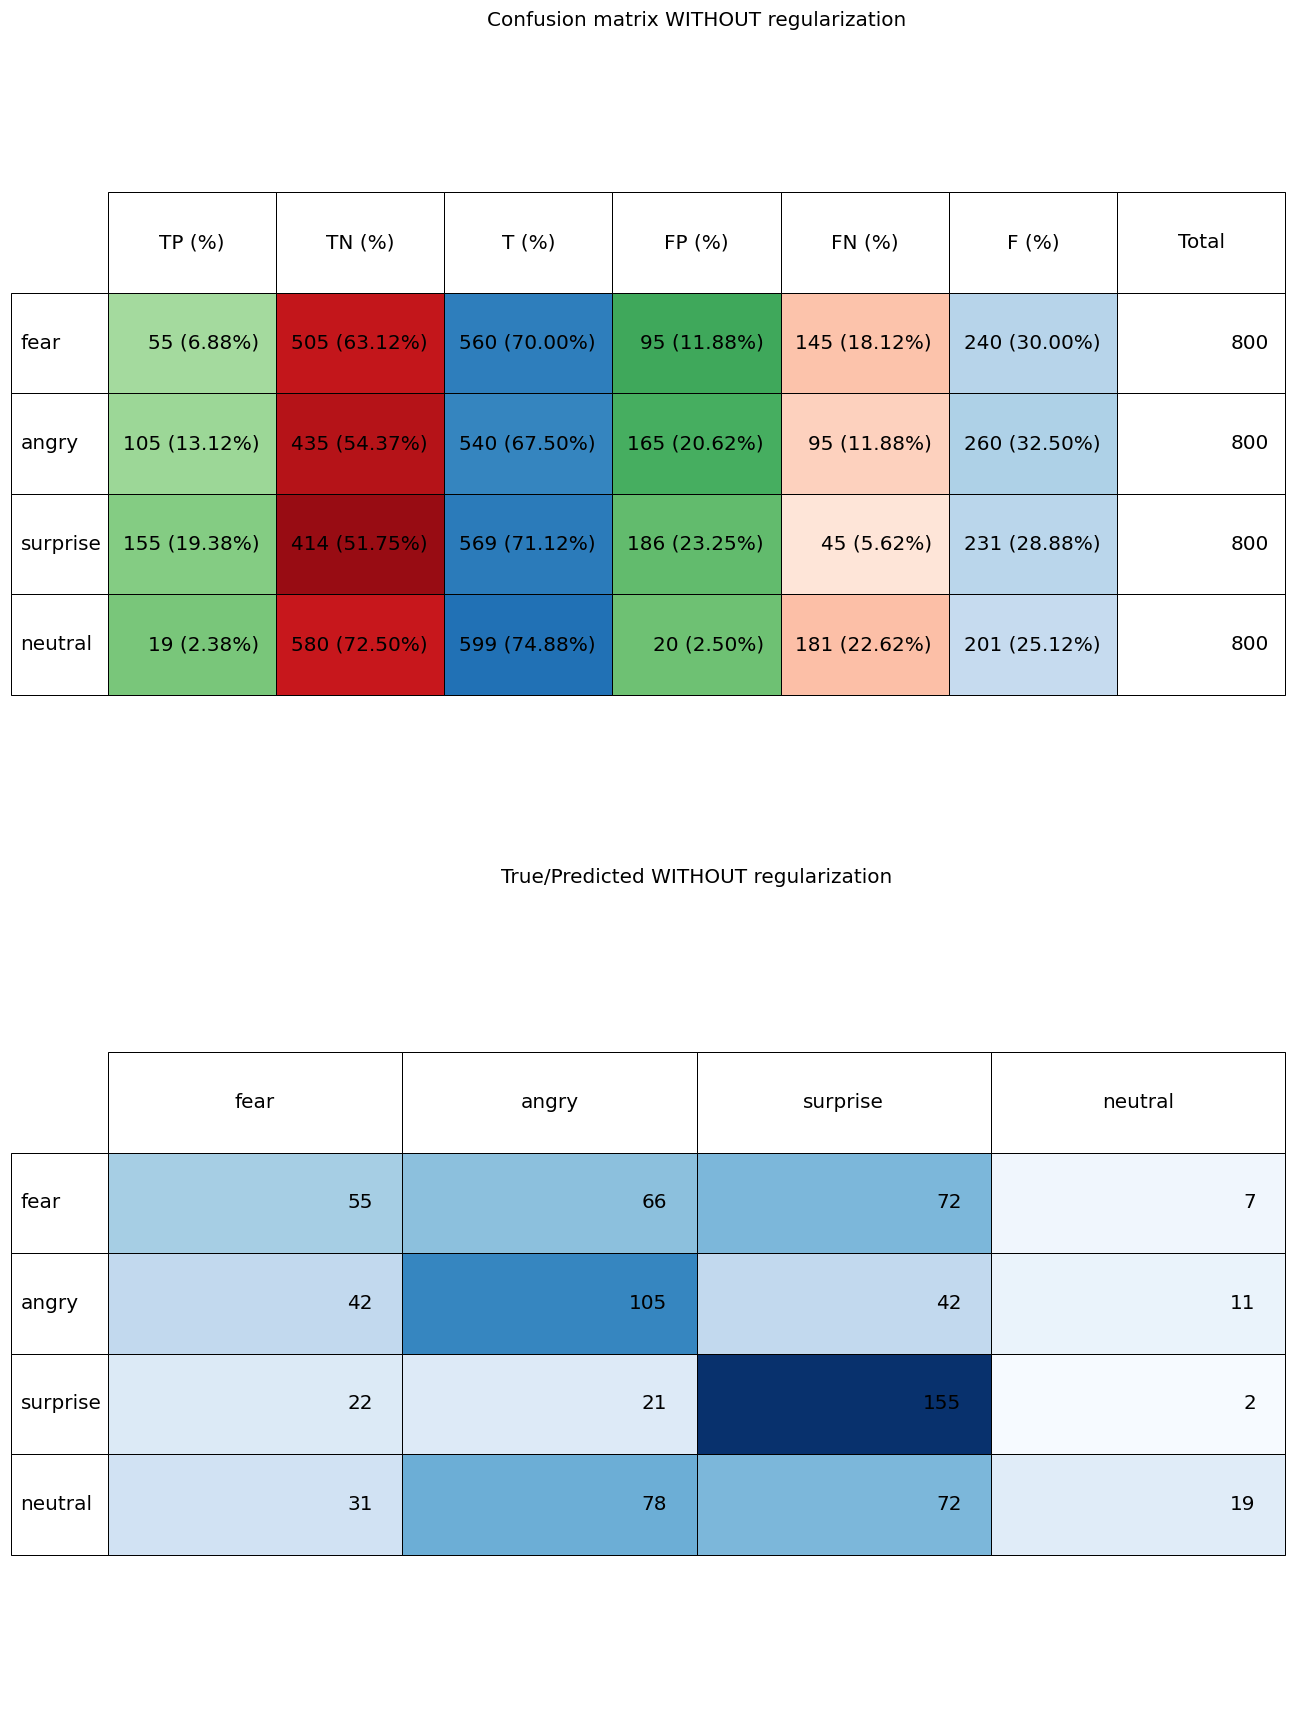 Confusion matrix WITHOUT regularization
TP (%) TN (%) T (%) FP (%) FN (%) F (%) Total
fear 55 (6.88%) 505 (63.12%) 560 (70.00%) 95 (11.88%) 145 (18.12%) 240 (30.00%) 800
angry 105 (13.12%) 435 (54.37%) 540 (67.50%) 165 (20.62%) 95 (11.88%) 260 (32.50%) 800
surprise 155 (19.38%) 414 (51.75%) 569 (71.12%) 186 (23.25%) 45 (5.62%) 231 (28.88%) 800
neutral 19 (2.38%) 580 (72.50%) 599 (74.88%) 20 (2.50%) 181 (22.62%) 201 (25.12%) 800
True/Predicted WITHOUT regularization
fear angry surprise neutral
fear 55 66 72 7
angry 42 105 42 11
surprise 22 21 155 2
neutral 31 78 72 19